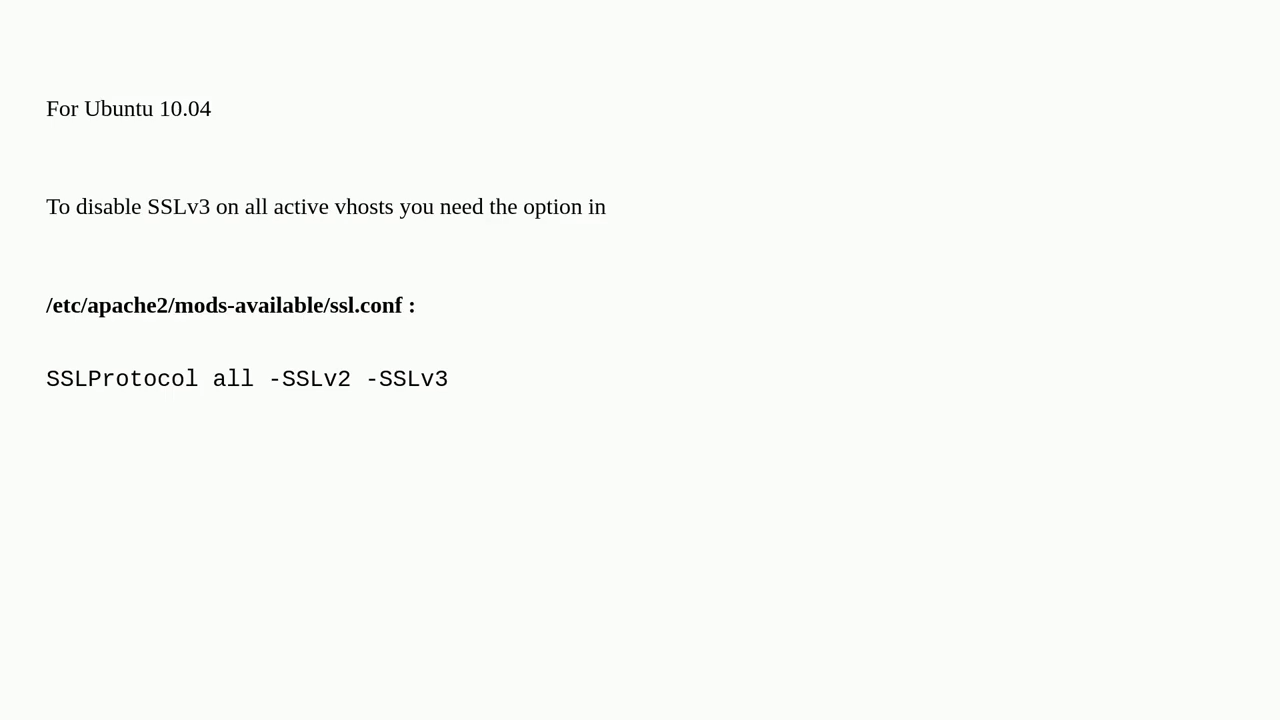 For Ubuntu 10.04
To disable SSLv3 on all active vhosts you need the option in
/etc/apache2/mods-available/ssl.conf :
SSLProtocol all -SSLv2 -SSLv3